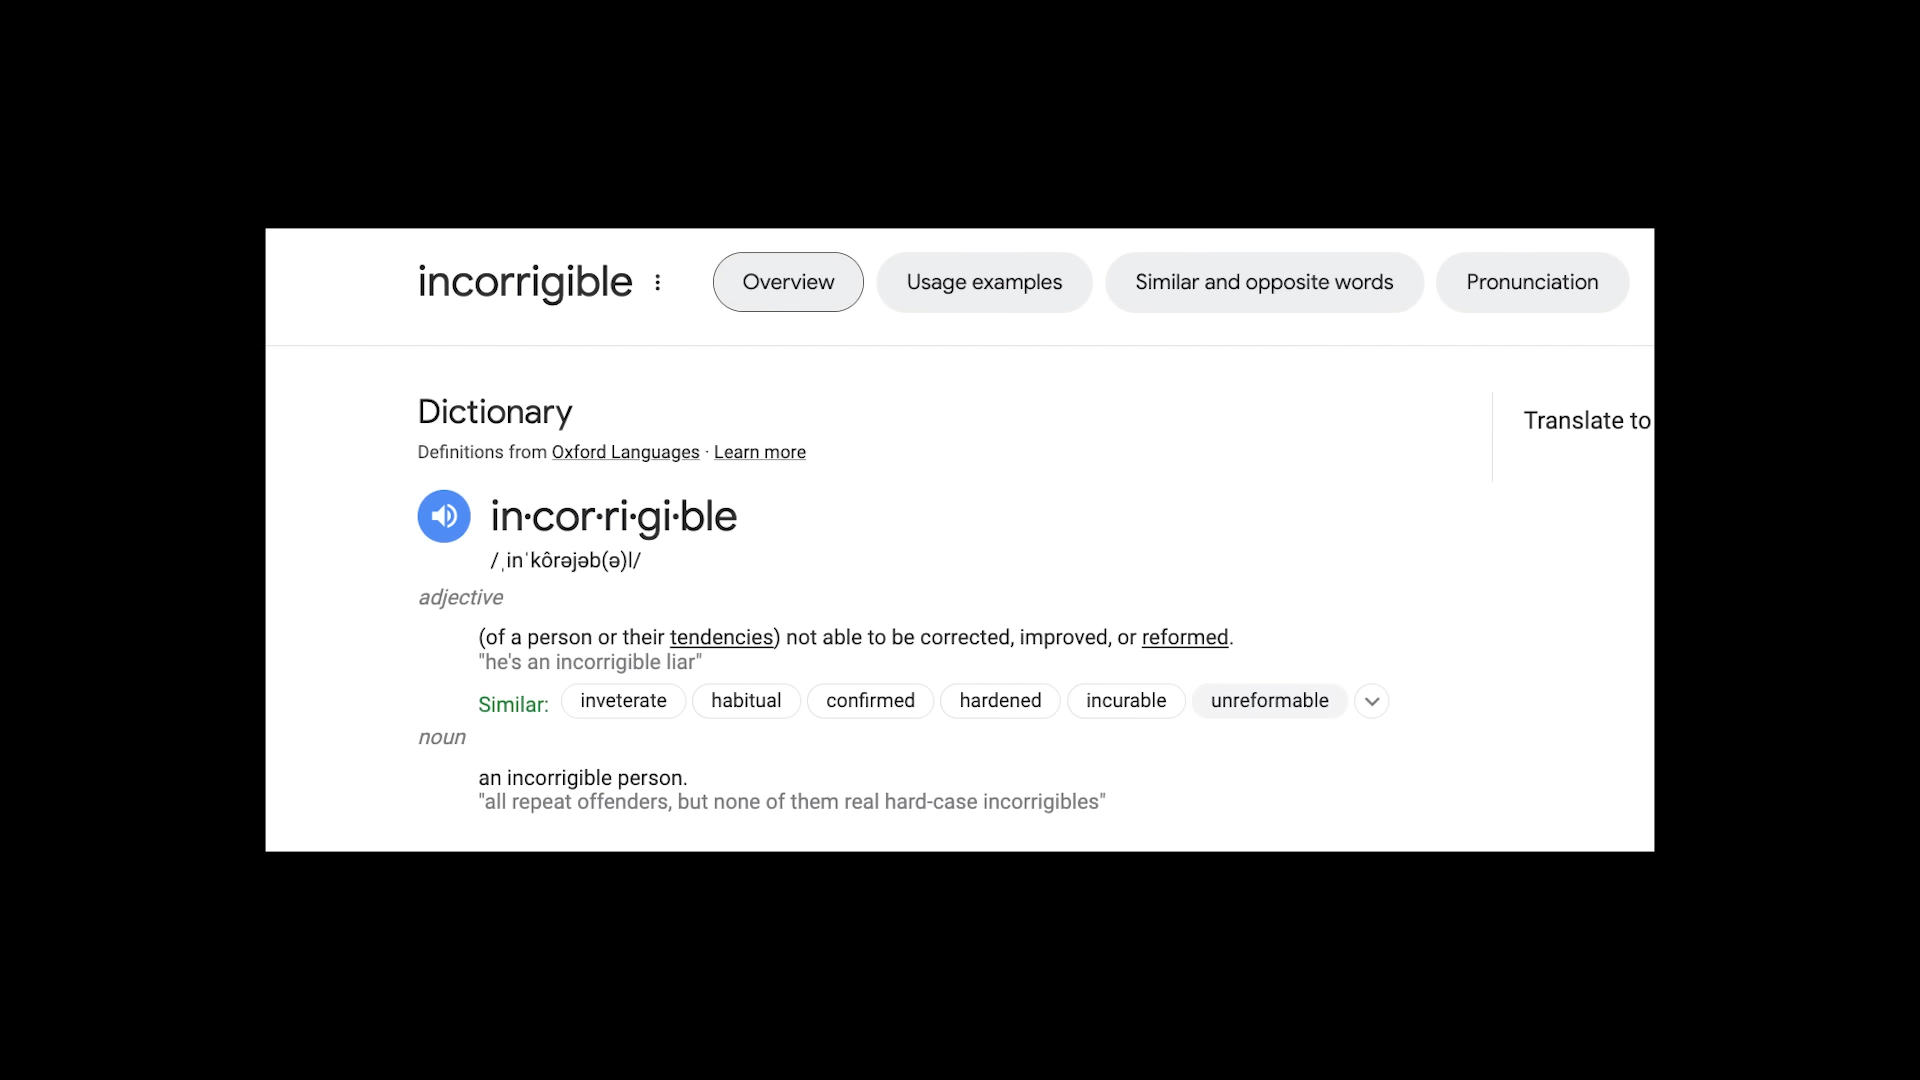 incorrigible
Overview
Usage examples
Similar and opposite words
Pronunciation
Dictionary
Translate to
Definitions from Oxford Languages · Learn more
in·cor·ri·gi·ble
/ˌinˈkôrəjəb(ə)l/
adjective
(of a person or their tendencies) not able to be corrected, improved, or reformed.
"he's an incorrigible liar"
Similar: inveterate habitual confirmed hardened incurable unreformable
noun
an incorrigible person.
"all repeat offenders, but none of them real hard-case incorrigibles"